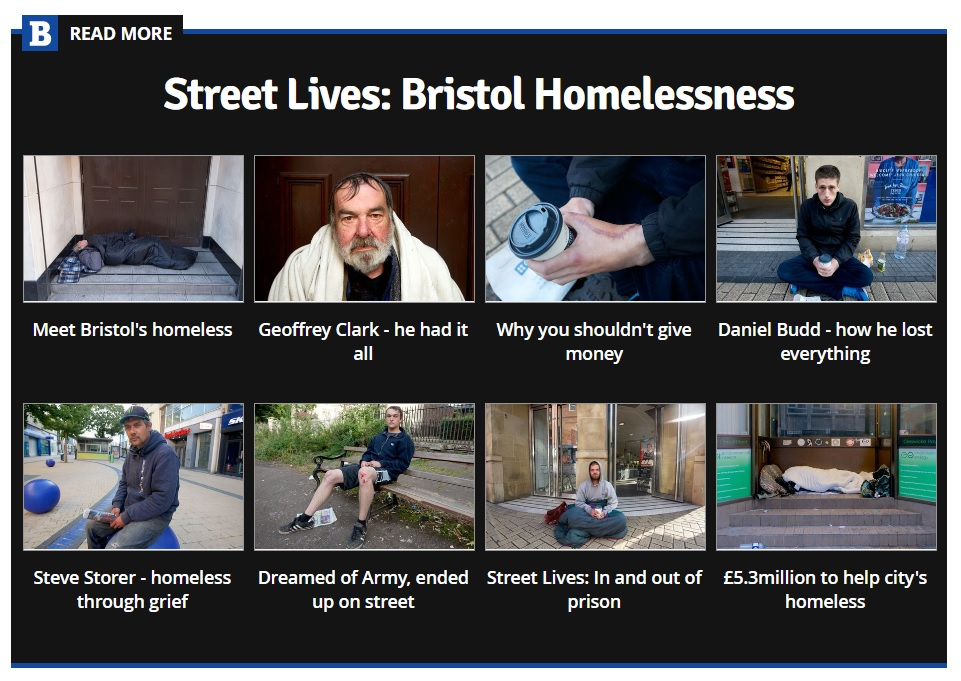 B READ MORE
Street Lives: Bristol Homelessness
Meet Bristol's homeless
Geoffrey Clark - he had it
all
Why you shouldn't give
money
Daniel Budd - how he lost
everything
Steve Storer - homeless
through grief
Dreamed of Army, ended
up on street
Street Lives: In and out of
prison
£5.3million to help city's
homeless